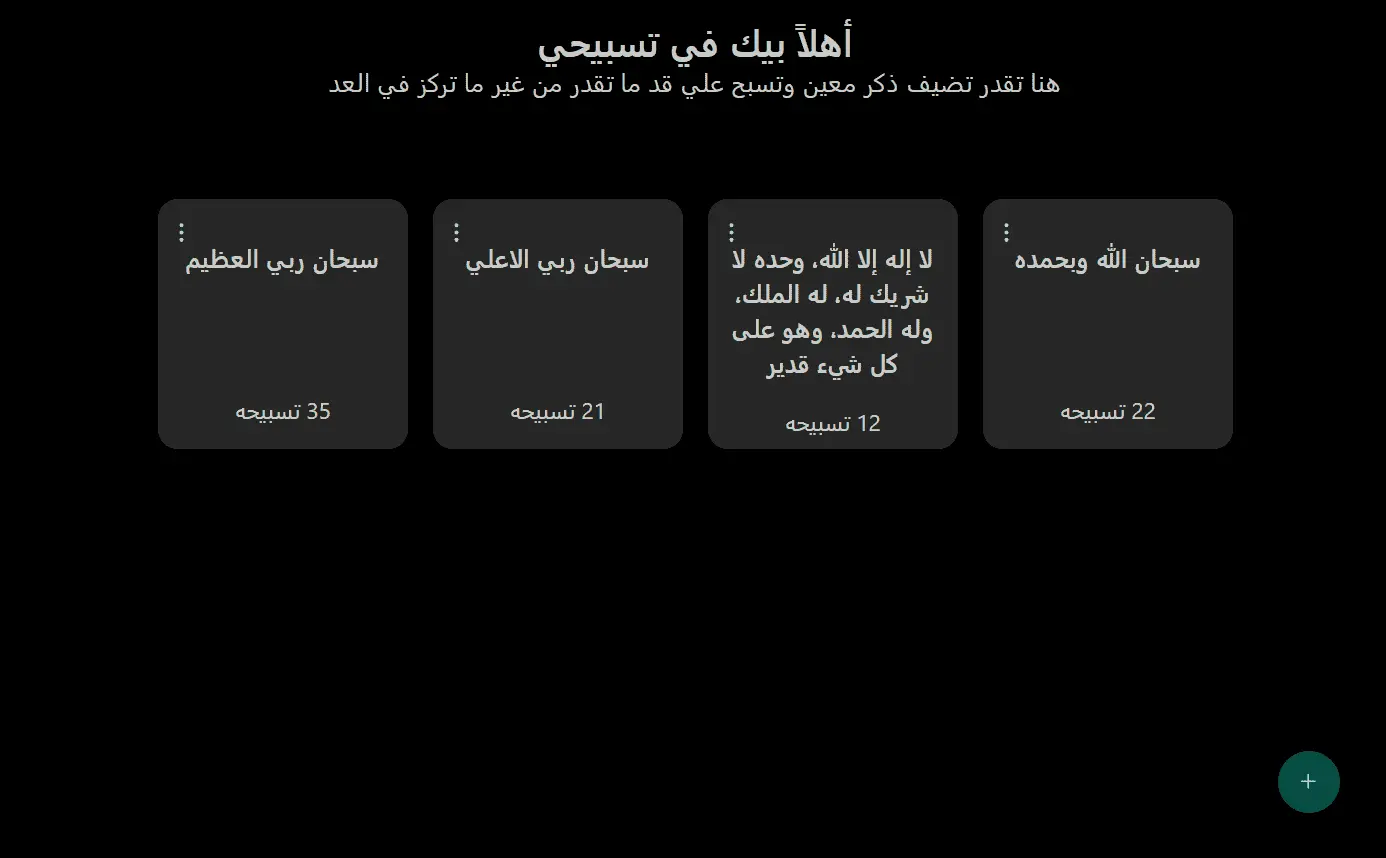 أهلاً بيك في تسبيحي
هنا تقدر تضيف ذكر معين وتسبح علي قد ما تقدر من غير ما تركز في العد
سبحان الله وبحمده
22 تسبيحه
لا إله إلا الله، وحده لا
شريك له، له الملك،
وله الحمد، وهو على
كل شيء قدير
12 تسبيحه
سبحان ربي الاعلي
21 تسبيحه
سبحان ربي العظيم
35 تسبيحه
+